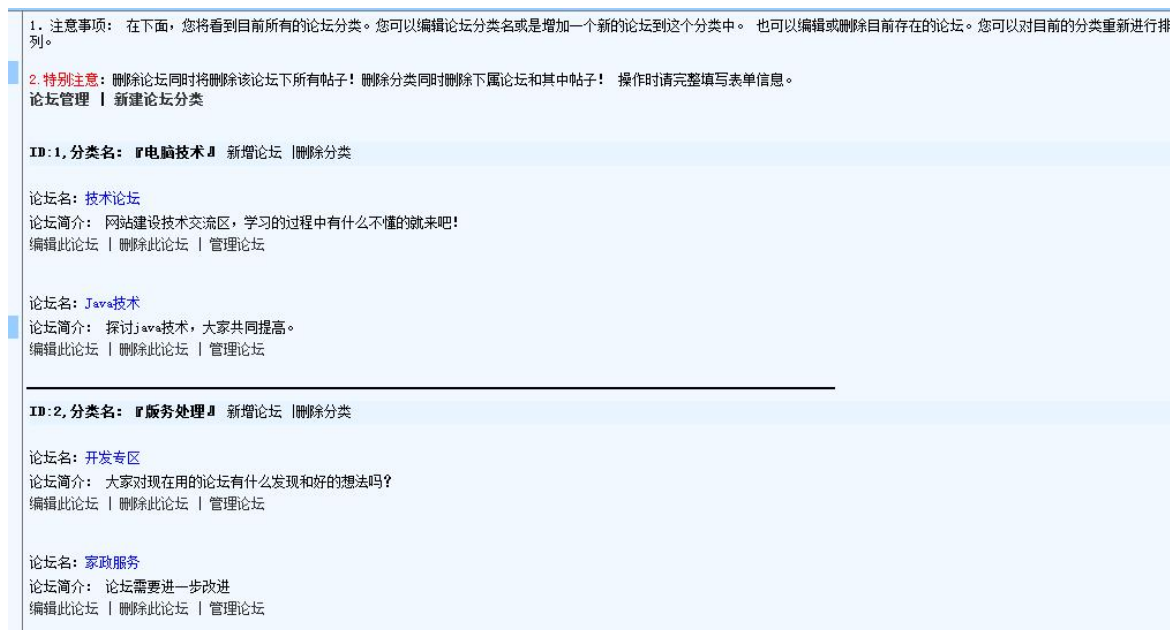 1. 注意事项: 在下面，您将看到目前所有的论坛分类。您可以编辑论坛分类名或是增加一个新的论坛到这个分类中。 也可以编辑或删除目前存在的论坛。您可以对目前的分类重新进行排
列。
2.特别注意: 删除论坛同时将删除该论坛下所有帖子！删除分类同时删除下属论坛和其中帖子！ 操作时请完整填写表单信息。
论坛管理 | 新建论坛分类
ID:1,分类名: 『电脑技术』 新增论坛 |删除分类
论坛名: 技术论坛
论坛简介: 网站建设技术交流区，学习的过程中有什么不懂的就来吧!
编辑此论坛 | 删除此论坛 | 管理论坛
论坛名: Java技术
论坛简介: 探讨java技术，大家共同提高。
编辑此论坛 | 删除此论坛 | 管理论坛
ID:2,分类名: 『版务处理』 新增论坛 |删除分类
论坛名: 开发专区
论坛简介: 大家对现在用的论坛有什么发现和好的想法吗?
编辑此论坛 | 删除此论坛 | 管理论坛
论坛名: 家政服务
论坛简介: 论坛需要进一步改进
编辑此论坛 | 删除此论坛 | 管理论坛